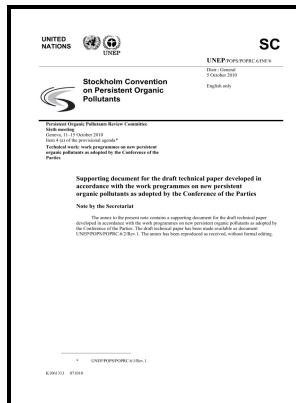 UNITED
NATIONS
SC
UNEP
UNEP/POPS/POPRC.6/INF/6
Distr.: General
5 October 2010
English only
Stockholm Convention
on Persistent Organic
Pollutants
Persistent Organic Pollutants Review Committee
Sixth meeting
Geneva, 11–15 October 2010
Item 4 (a) of the provisional agenda*
Technical work: work programmes on new persistent
organic pollutants as adopted by the Conference of the
Parties
Supporting document for the draft technical paper developed in
accordance with the work programmes on new persistent
organic pollutants as adopted by the Conference of the Parties
Note by the Secretariat
The annex to the present note contains a supporting document for the draft technical paper
developed in accordance with the work programmes on new persistent organic pollutants as adopted by
the Conference of the Parties. The draft technical paper has been made available as document
UNEP/POPS/POPRC.6/2/Rev.1. The annex has been reproduced as received, without formal editing.
* UNEP/POPS/POPRC.6/1/Rev.1.
K1061313 071010